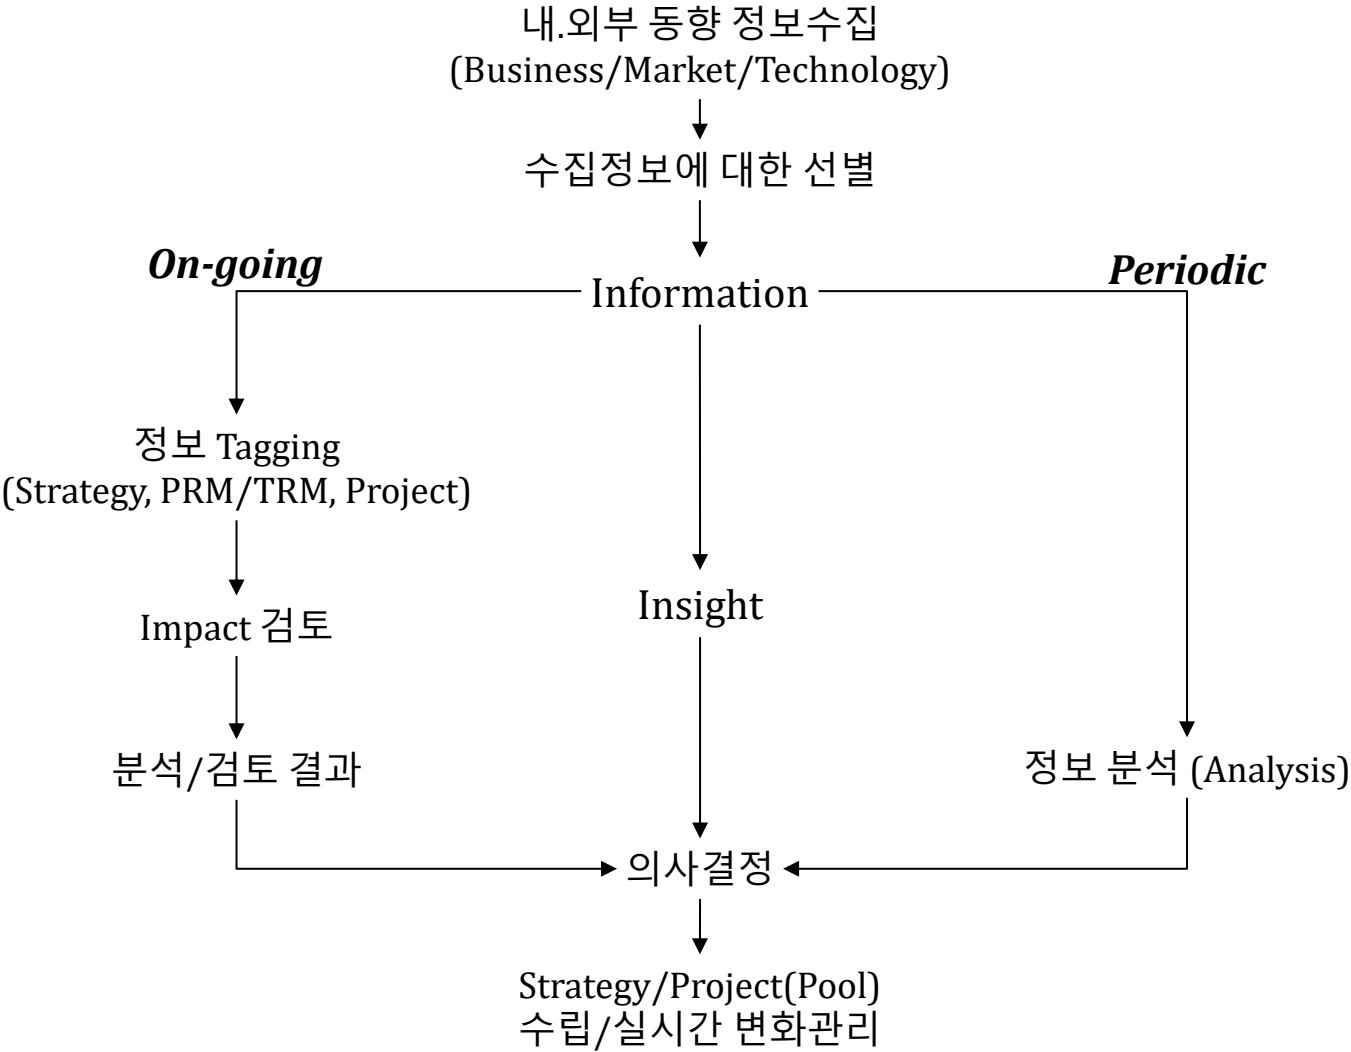 내.외부 동향 정보수집
(Business/Market/Technology)
수집정보에 대한 선별
On-going
Periodic
Information
정보 Tagging
(Strategy, PRM/TRM, Project)
Insight
Impact 검토
분석/검토 결과
정보 분석 (Analysis)
의사결정
Strategy/Project(Pool)
수립/실시간 변화관리